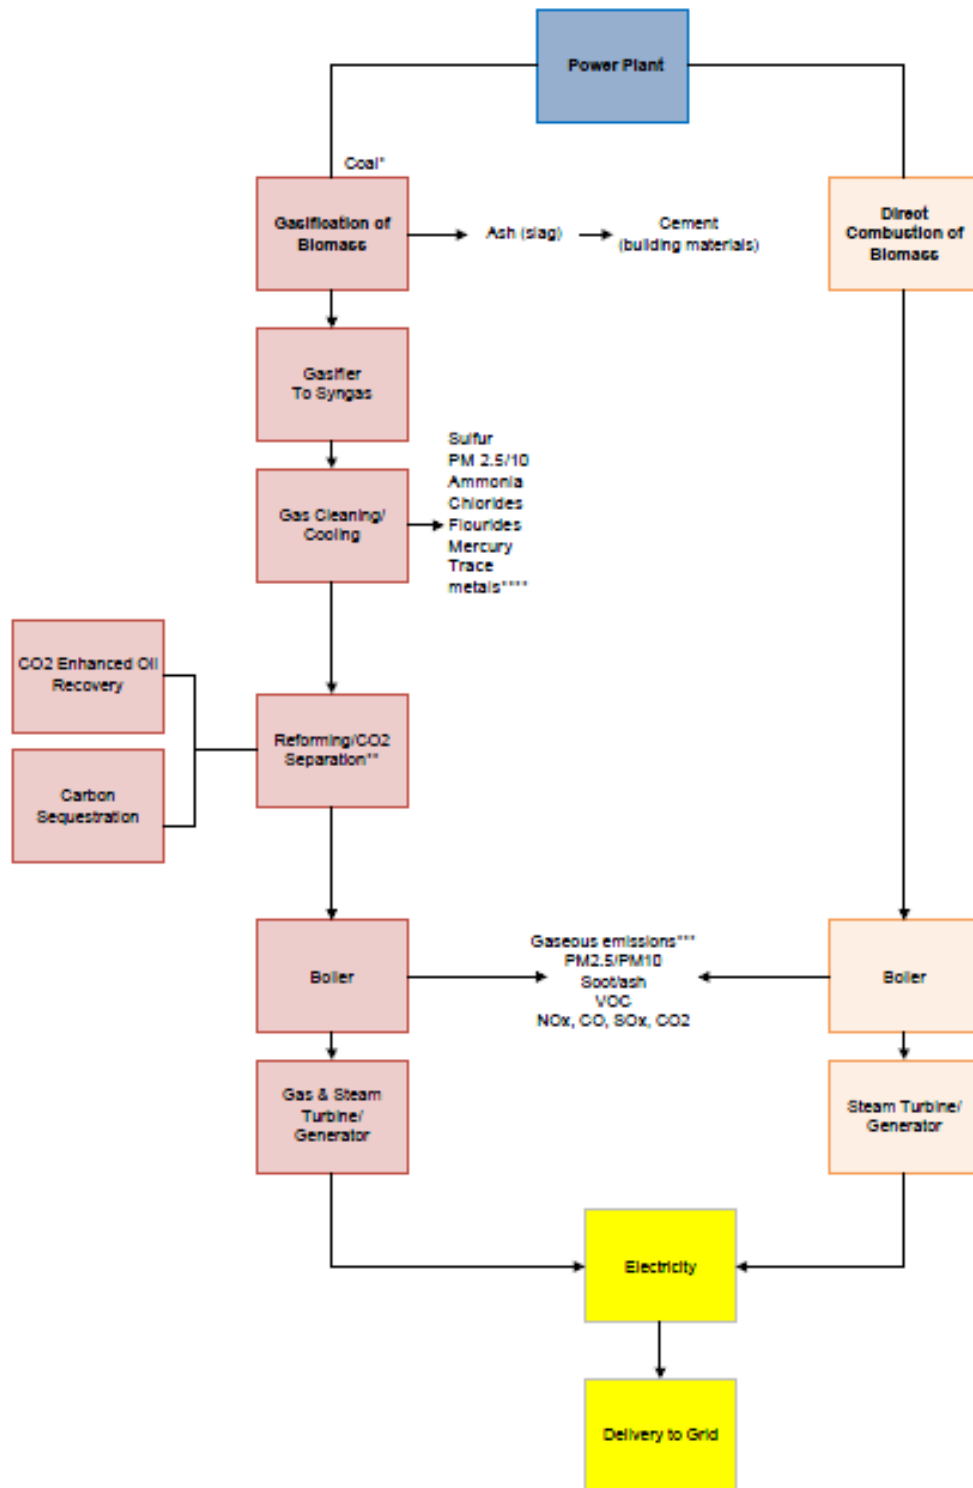 Power Plant
Coal*
Gasification of
Biomass
Ash (slag)
Cement
(building materials)
Direct
Combustion of
Biomass
Gasifier
To Syngas
Gas Cleaning/
Cooling
Sulfur
PM 2.5/10
Ammonia
Chlorides
Flourides
Mercury
Trace
metals****
CO2 Enhanced Oil
Recovery
Reforming/CO2
Separation**
Carbon
Sequestration
Boiler
Gaseous emissions***
PM2.5/PM10
Soot/ash
VOC
NOx, CO, SOx, CO2
Boiler
Gas & Steam
Turbine/
Generator
Steam Turbine/
Generator
Electricity
Delivery to Grid